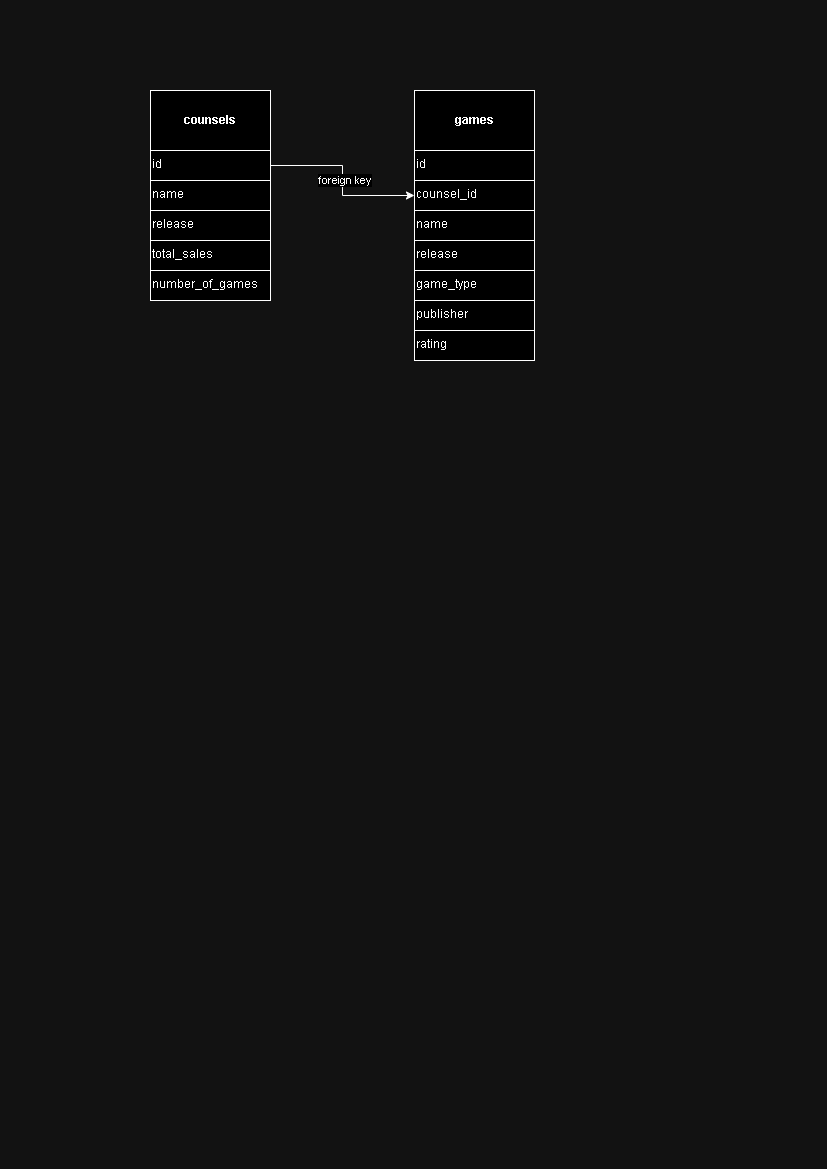 counsels
id
name
release
total_sales
number_of_games
foreign key
games
id
counsel_id
name
release
game_type
publisher
rating